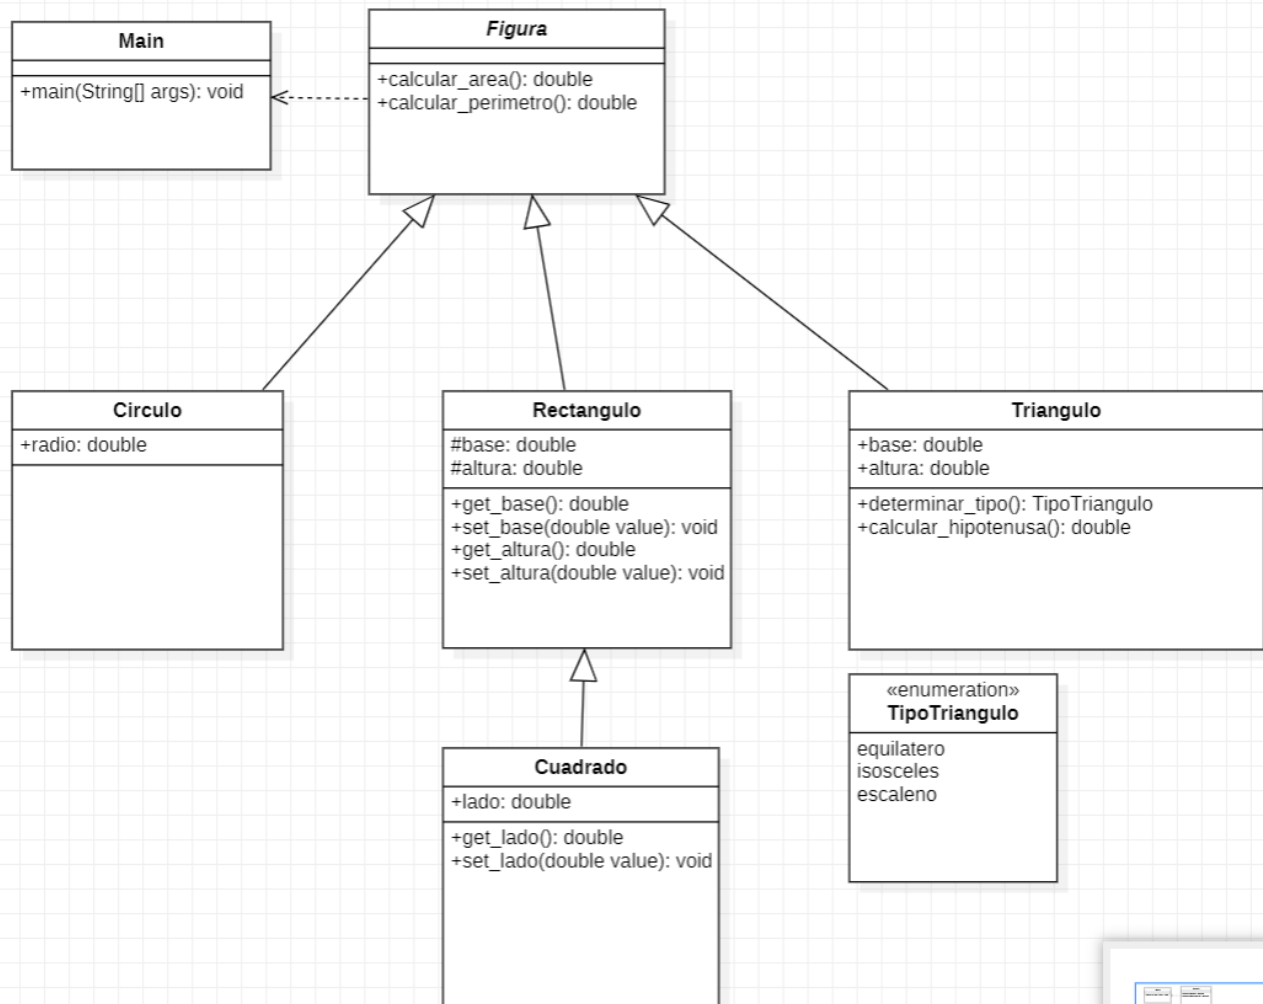 Main
+main(String[] args): void
Figura
+calcular_area(): double
+calcular_perimetro(): double
Circulo
+radio: double
Rectangulo
#base: double
#altura: double
+get_base(): double
+set_base(double value): void
+get_altura(): double
+set_altura(double value): void
Triangulo
+base: double
+altura: double
+determinar_tipo(): TipoTriangulo
+calcular_hipotenusa(): double
Cuadrado
+lado: double
+get_lado(): double
+set_lado(double value): void
«enumeration»
TipoTriangulo
equilatero
isosceles
escaleno